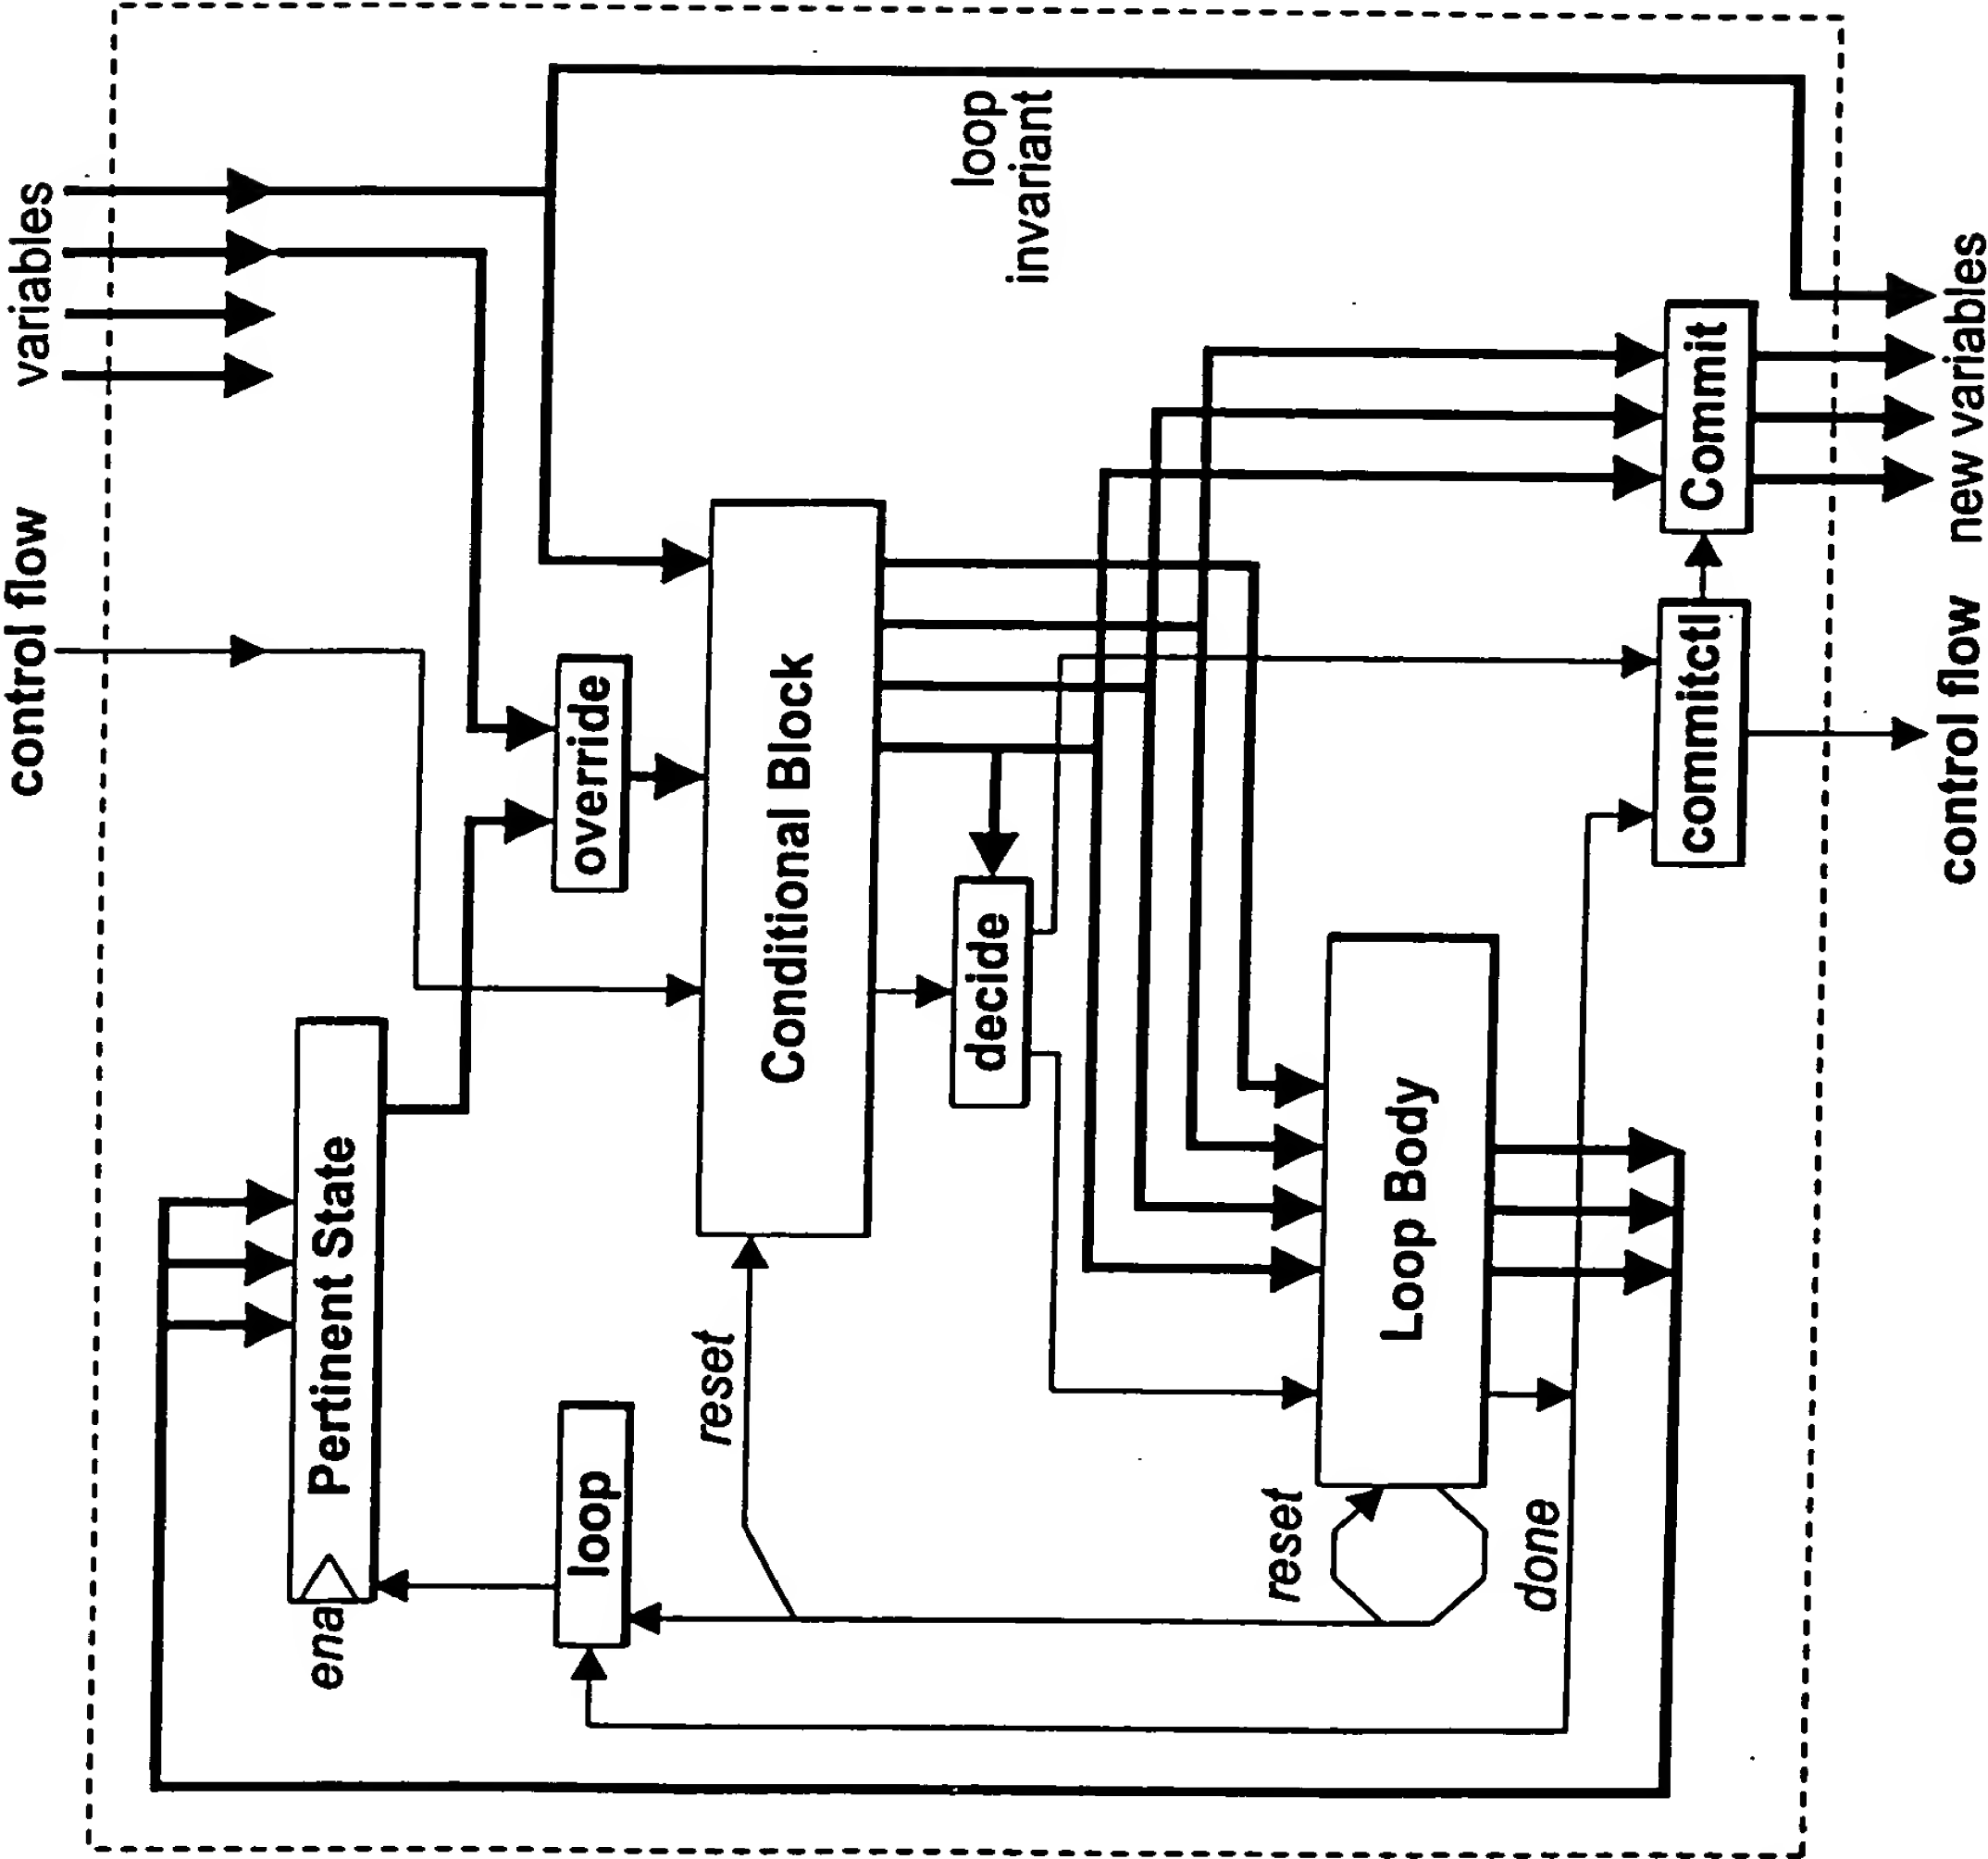 control flow
variables
loop
invariant
ena
Pertinent State
override
loop
reset
Conditional Block
decide
reset
Loop Body
done
commitctl
Commit
control flow
new variables